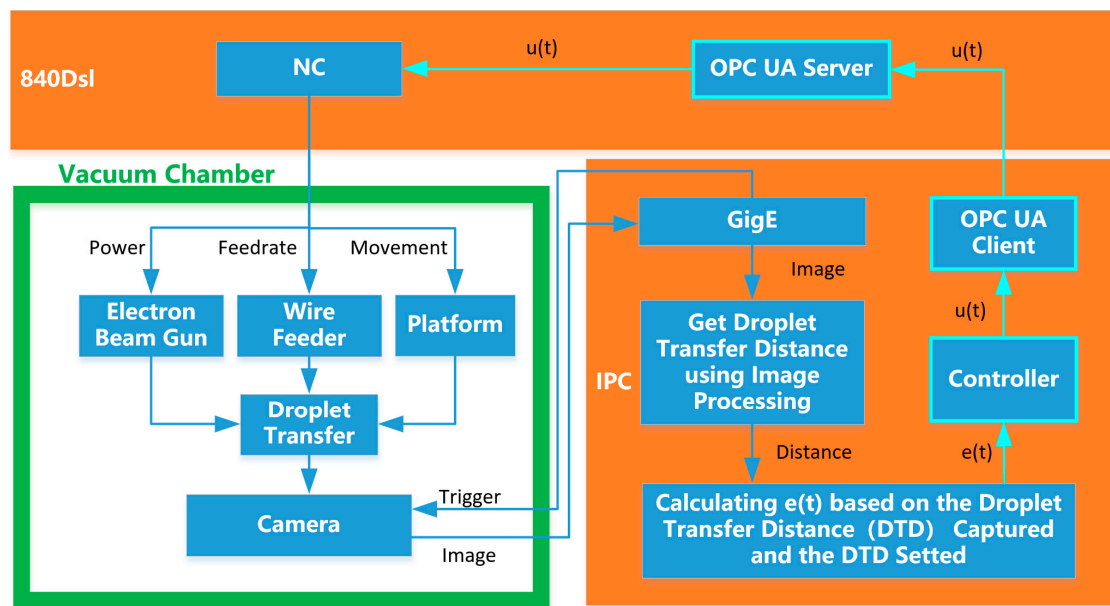 840Dsl
NC
u(t)
OPC UA Server
u(t)
Vacuum Chamber
Power
Feedrate
Movement
Electron
Beam Gun
Wire
Feeder
Platform
Droplet
Transfer
Camera
Trigger
Image
IPC
GigE
Image
Get Droplet
Transfer Distance
using Image
Processing
Distance
Calculating e(t) based on the Droplet
Transfer Distance（DTD） Captured
and the DTD Setted
e(t)
Controller
u(t)
OPC UA
Client